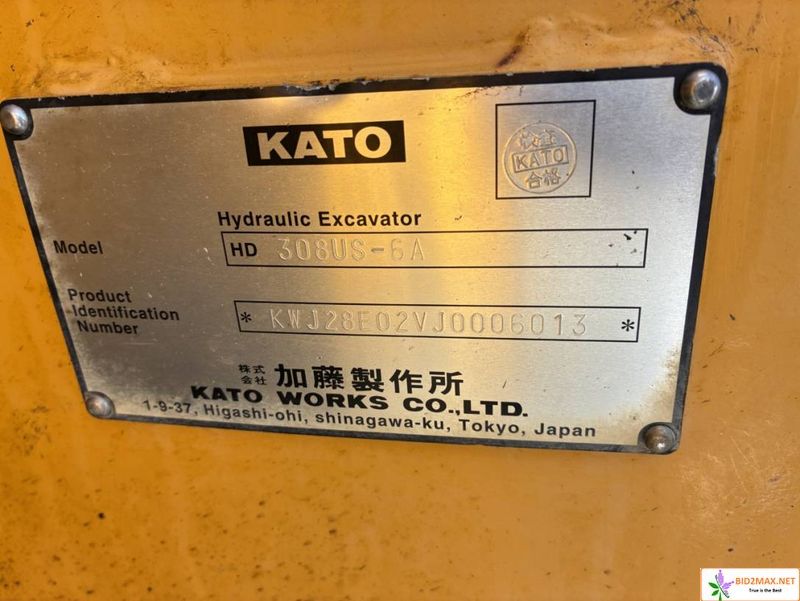 KATO
検査
KATO
合格
Hydraulic Excavator
Model HD 308US-6A
Product
Identification
Number
* KWJ28E02VJ0006013 *
株式
会社 加藤製作所
KATO WORKS CO.,LTD.
1-9-37, Higashi-ohi, shinagawa-ku, Tokyo, Japan
BID2MAX.NET
True is the Best